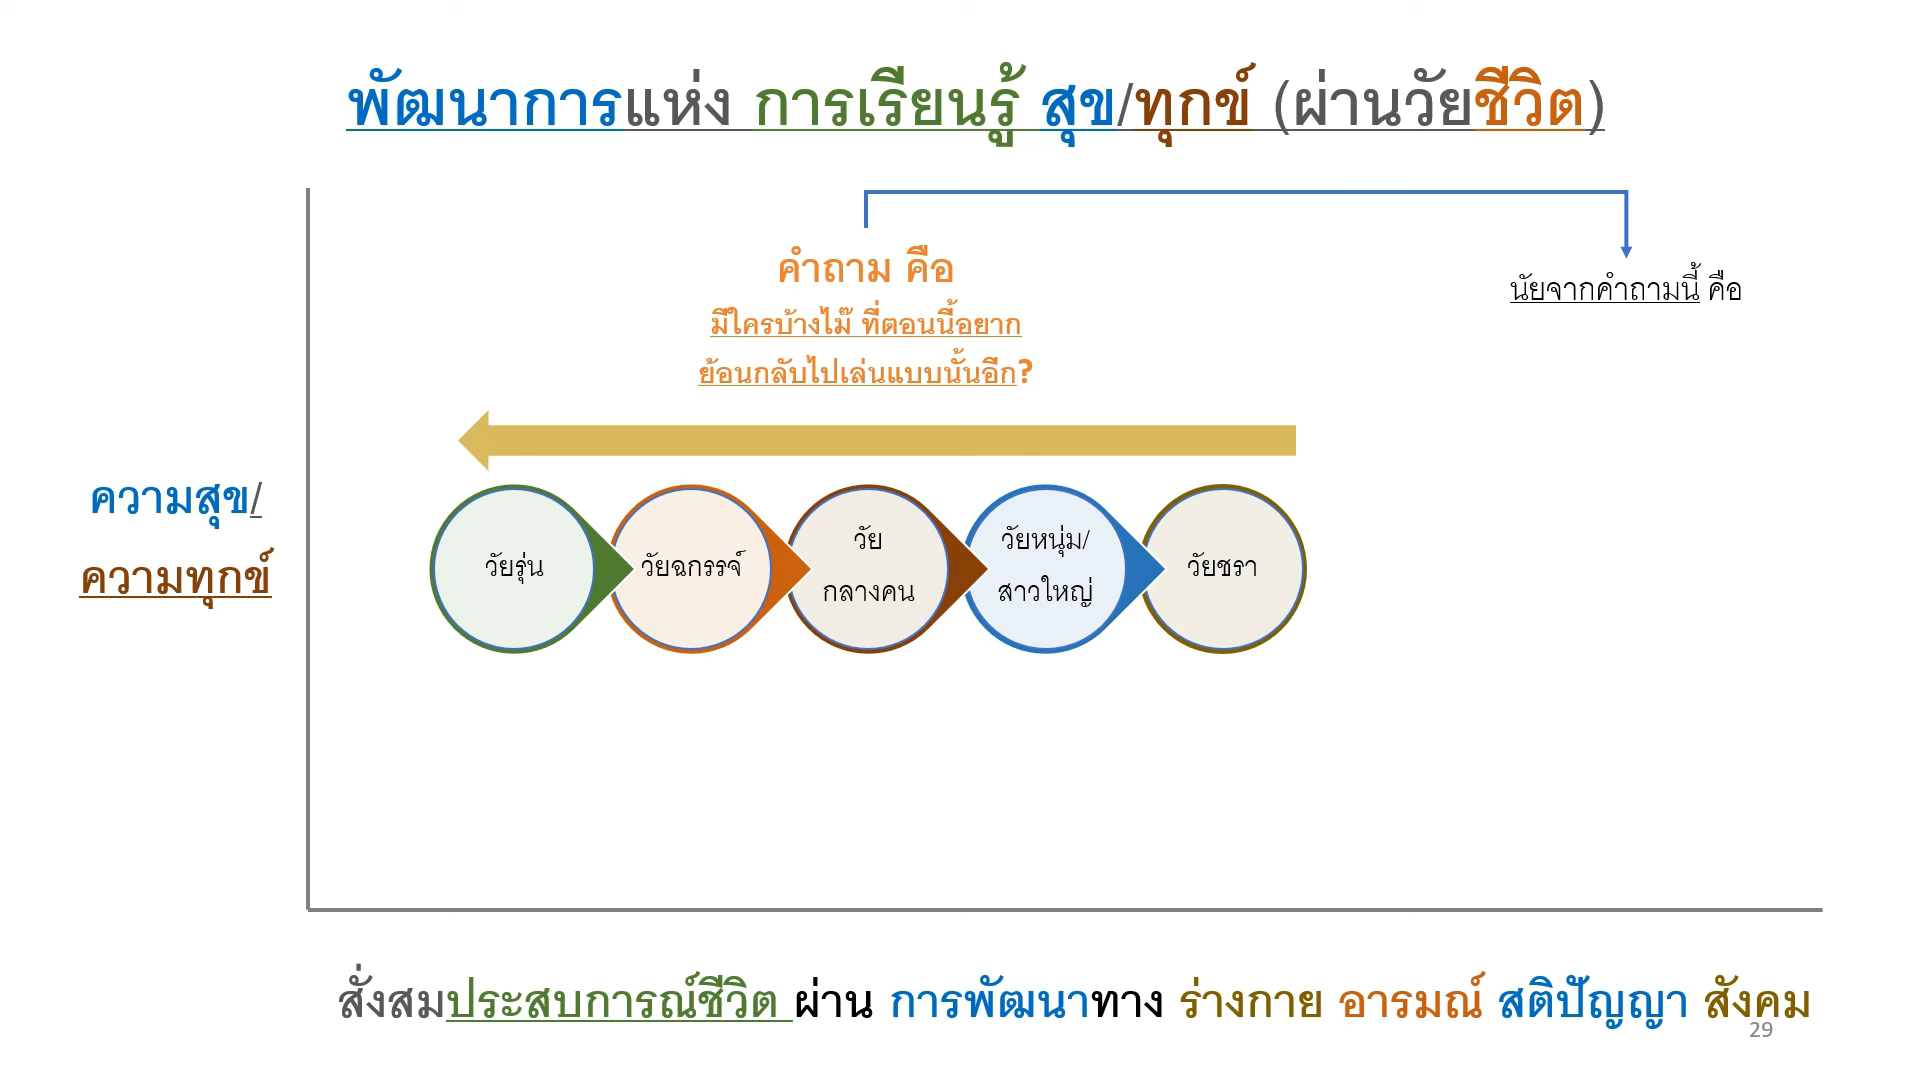 พัฒนาการแห่ง การเรียนรู้ สุข/ทุกข์ (ผ่านวัยชีวิต)
คำถาม คือ
มีใครบ้างไม๊ ที่ตอนนี้อยาก
ย้อนกลับไปเล่นแบบนั้นอีก?
นัยจากคำถามนี้ คือ
ความสุข/
ความทุกข์
วัยรุ่น
วัยฉกรรจ์
วัย
กลางคน
วัยหนุ่ม/
สาวใหญ่
วัยชรา
สั่งสมประสบการณ์ชีวิต ผ่าน การพัฒนาทาง ร่างกาย อารมณ์ สติปัญญา สังคม
29